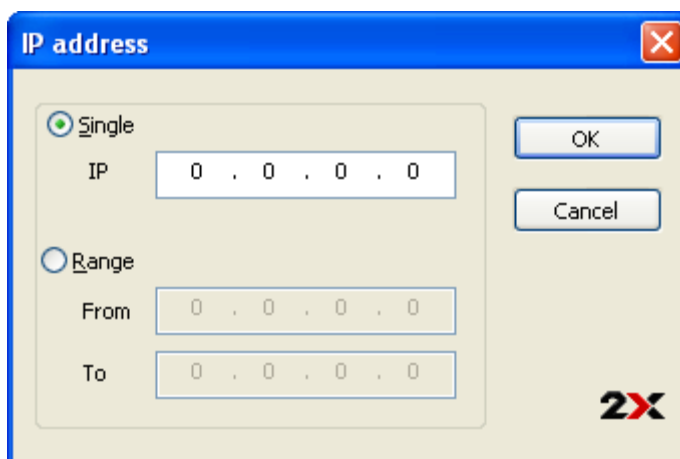 IP address
Single
OK
IP 0 . 0 . 0 . 0
Cancel
Range
From 0 . 0 . 0 . 0
To 0 . 0 . 0 . 0
2X